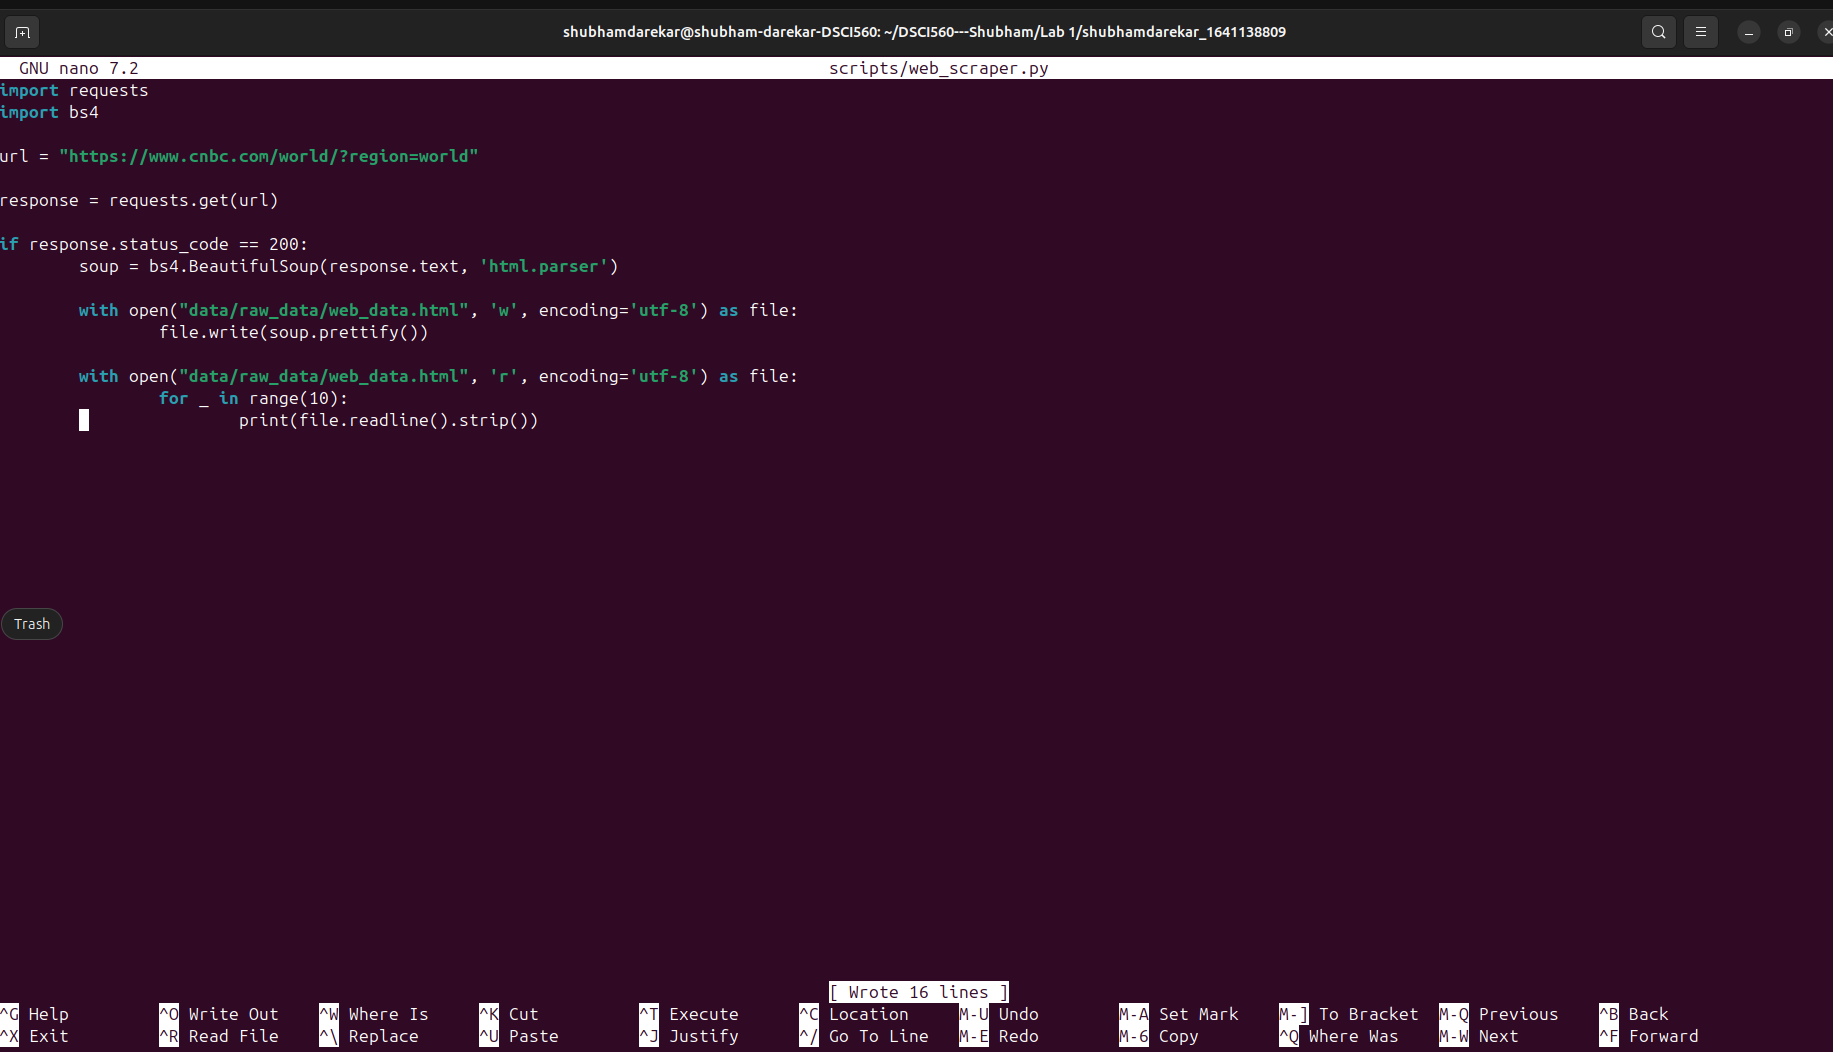 shubhamdarekar@shubham-darekar-DSCI560: ~/DSCI560---Shubham/Lab 1/shubhamdarekar_1641138809
GNU nano 7.2 scripts/web_scraper.py
import requests
import bs4
url = "https://www.cnbc.com/world/?region=world"
response = requests.get(url)
if response.status_code == 200:
soup = bs4.BeautifulSoup(response.text, 'html.parser')
with open("data/raw_data/web_data.html", 'w', encoding='utf-8') as file:
file.write(soup.prettify())
with open("data/raw_data/web_data.html", 'r', encoding='utf-8') as file:
for _ in range(10):
print(file.readline().strip())
Trash
[ Wrote 16 lines ]
^G Help ^O Write Out ^W Where Is ^K Cut ^T Execute ^C Location M-U Undo M-A Set Mark M-] To Bracket M-Q Previous ^B Back
^X Exit ^R Read File ^\ Replace ^U Paste ^J Justify ^/ Go To Line M-E Redo M-6 Copy ^Q Where Was M-W Next ^F Forward